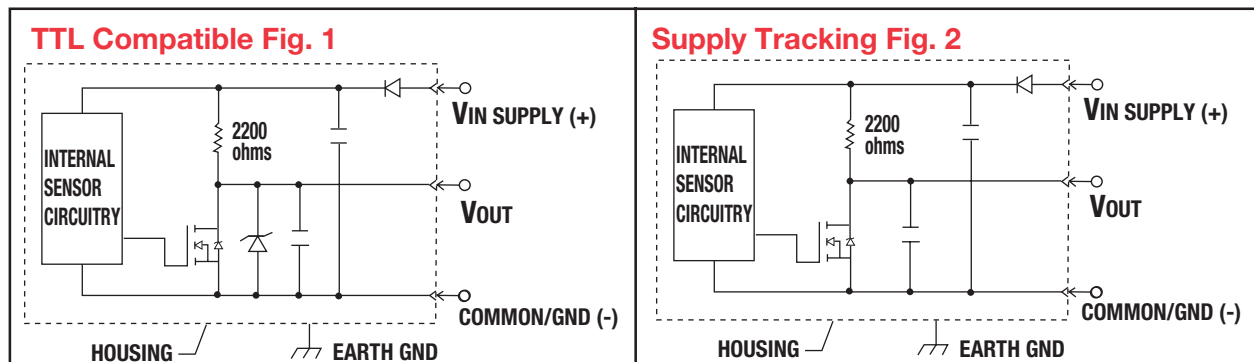 TTL Compatible Fig. 1
VIN SUPPLY (+)
2200
ohms
INTERNAL
SENSOR
CIRCUITRY
VOUT
COMMON/GND (-)
HOUSING
EARTH GND
Supply Tracking Fig. 2
VIN SUPPLY (+)
2200
ohms
INTERNAL
SENSOR
CIRCUITRY
VOUT
COMMON/GND (-)
HOUSING
EARTH GND